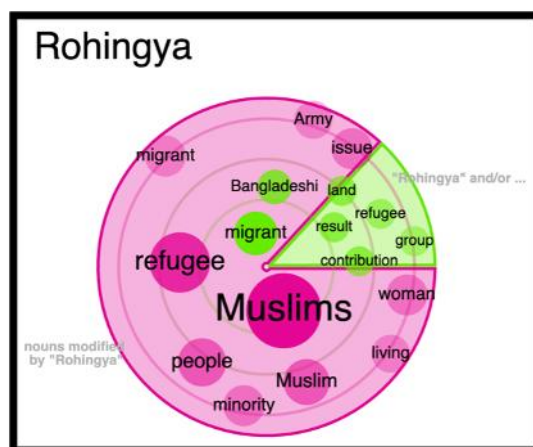 Rohingya
Army
issue
migrant
Bangladeshi
land
"Rohingya" and/or ...
refugee
migrant
result
group
refugee
contribution
Muslims
woman
nouns modified
by "Rohingya"
people
living
Muslim
minority